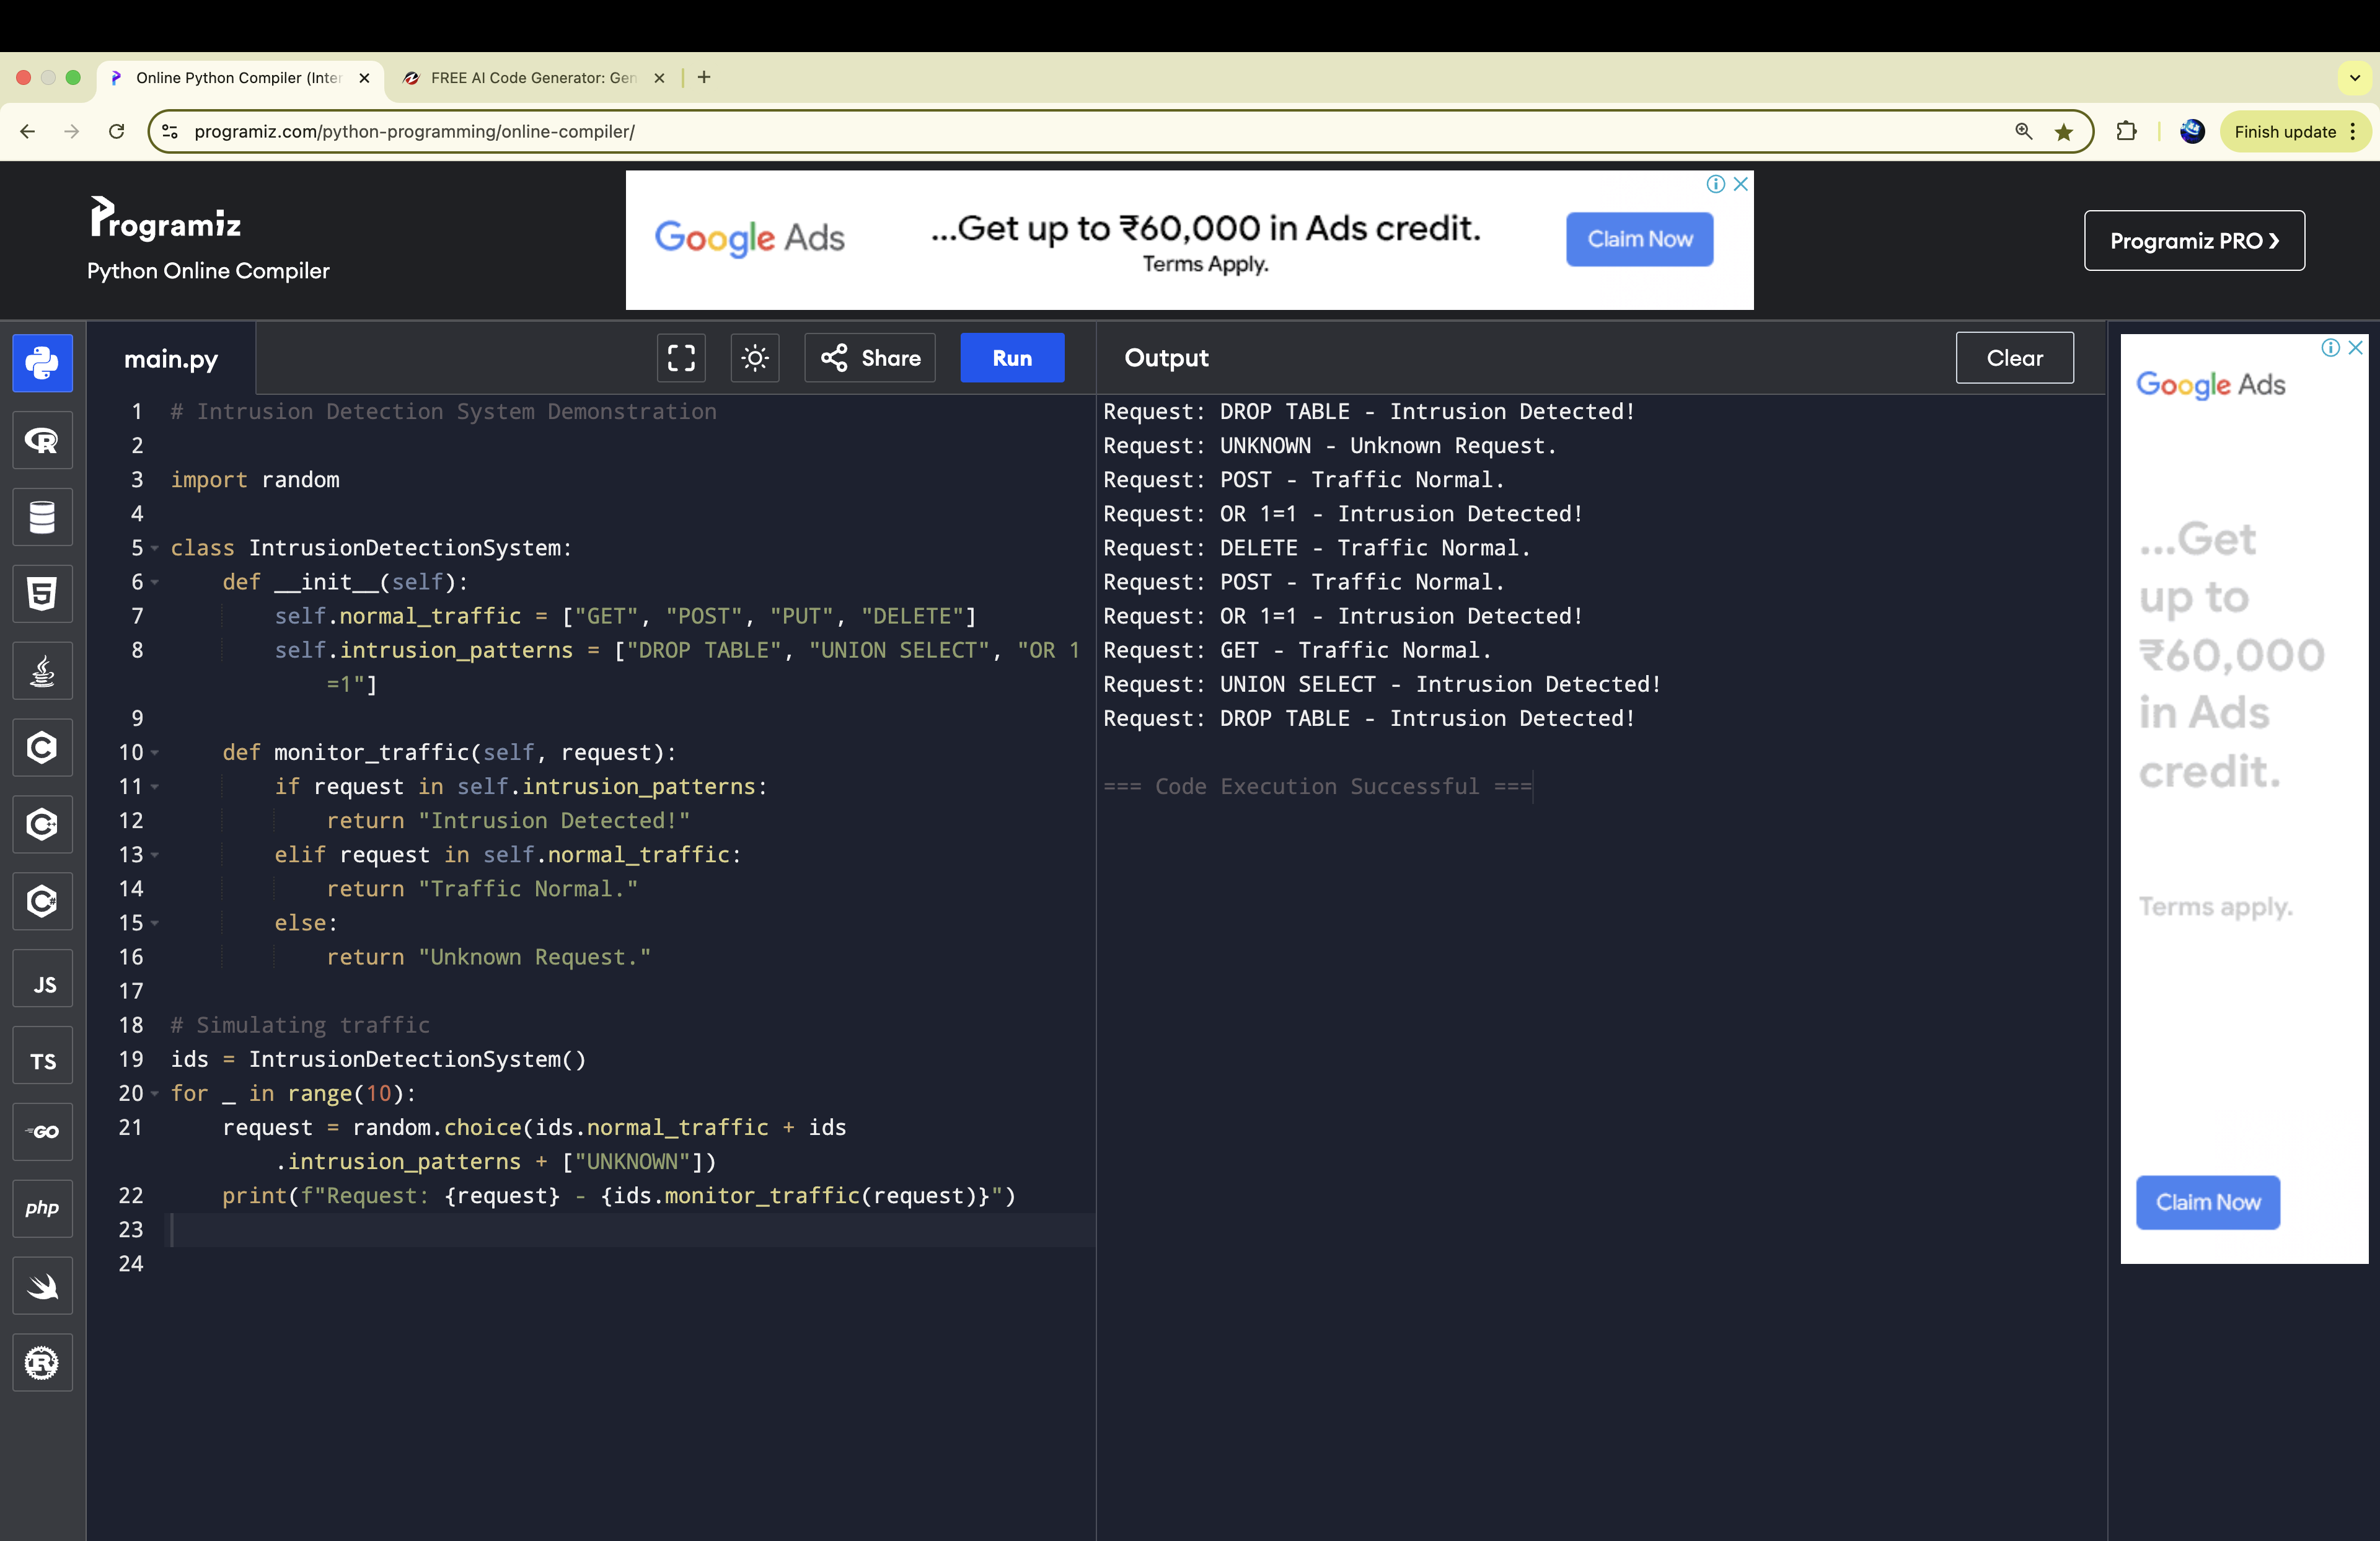 Online Python Compiler (Inter
FREE AI Code Generator: Gen
programiz.com/python-programming/online-compiler/
Finish update
Programiz
Python Online Compiler
Google Ads
...Get up to ₹60,000 in Ads credit.
Terms Apply.
Claim Now
Programiz PRO ❯
main.py
Share
Run
1 # Intrusion Detection System Demonstration
2
3 import random
4
5 class IntrusionDetectionSystem:
6     def __init__(self):
7         self.normal_traffic = ["GET", "POST", "PUT", "DELETE"]
8         self.intrusion_patterns = ["DROP TABLE", "UNION SELECT", "OR 1
=1"]
9
10     def monitor_traffic(self, request):
11         if request in self.intrusion_patterns:
12             return "Intrusion Detected!"
13         elif request in self.normal_traffic:
14             return "Traffic Normal."
15         else:
16             return "Unknown Request."
17
18 # Simulating traffic
19 ids = IntrusionDetectionSystem()
20 for _ in range(10):
21     request = random.choice(ids.normal_traffic + ids
.intrusion_patterns + ["UNKNOWN"])
22     print(f"Request: {request} - {ids.monitor_traffic(request)}")
23
24
Output
Clear
Request: DROP TABLE - Intrusion Detected!
Request: UNKNOWN - Unknown Request.
Request: POST - Traffic Normal.
Request: OR 1=1 - Intrusion Detected!
Request: DELETE - Traffic Normal.
Request: POST - Traffic Normal.
Request: OR 1=1 - Intrusion Detected!
Request: GET - Traffic Normal.
Request: UNION SELECT - Intrusion Detected!
Request: DROP TABLE - Intrusion Detected!
=== Code Execution Successful ===
Google Ads
...Get
up to
₹60,000
in Ads
credit.
Terms apply.
Claim Now
R
5
C
C
C#
JS
TS
GO
php
R